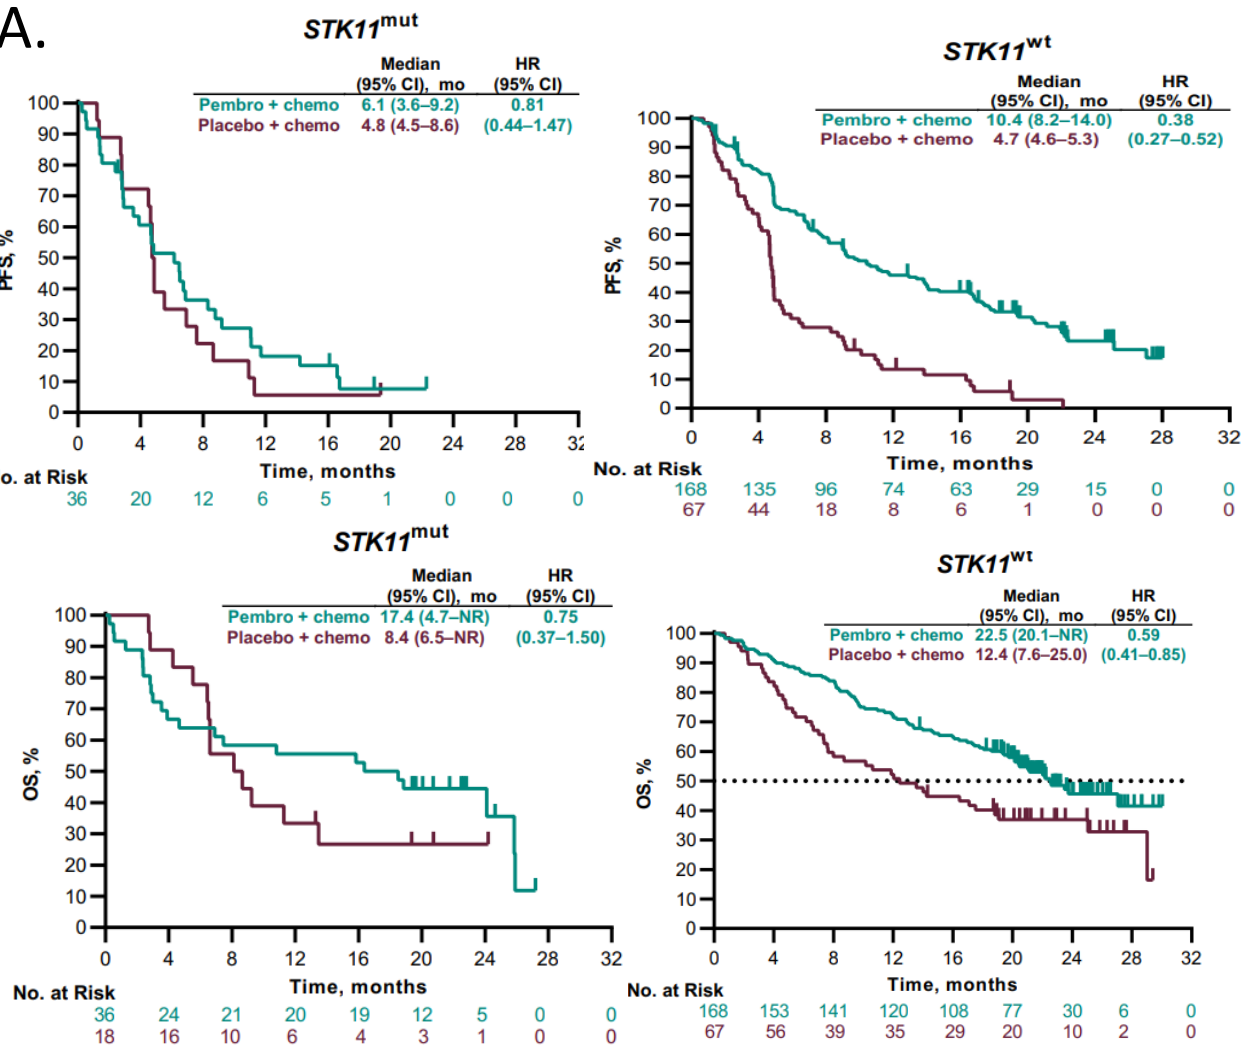 A.
STK11mut
Median HR
(95% CI), mo (95% CI)
Pembro + chemo 6.1 (3.6–9.2) 0.81
Placebo + chemo 4.8 (4.5–8.6) (0.44–1.47)
100
90
80
70
60
50
40
30
20
10
0
PFS, %
0 4 8 12 16 20 24 28 32
Time, months
o. at Risk
36 20 12 6 5 1 0 0 0
STK11wt
Median HR
(95% CI), mo (95% CI)
Pembro + chemo 10.4 (8.2–14.0) 0.38
Placebo + chemo 4.7 (4.6–5.3) (0.27–0.52)
100
90
80
70
60
50
40
30
20
10
0
PFS, %
0 4 8 12 16 20 24 28 32
Time, months
No. at Risk
168 135 96 74 63 29 15 0 0
67 44 18 8 6 1 0 0 0
STK11mut
Median HR
(95% CI), mo (95% CI)
Pembro + chemo 17.4 (4.7–NR) 0.75
Placebo + chemo 8.4 (6.5–NR) (0.37–1.50)
100
90
80
70
60
50
40
30
20
10
0
OS, %
0 4 8 12 16 20 24 28 32
Time, months
No. at Risk
36 24 21 20 19 12 5 0 0
18 16 10 6 4 3 1 0 0
STK11wt
Median HR
(95% CI), mo (95% CI)
Pembro + chemo 22.5 (20.1–NR) 0.59
Placebo + chemo 12.4 (7.6–25.0) (0.41–0.85)
100
90
80
70
60
50
40
30
20
10
0
OS, %
0 4 8 12 16 20 24 28 32
Time, months
No. at Risk
168 153 141 120 108 77 30 6 0
67 56 39 35 29 20 10 2 0